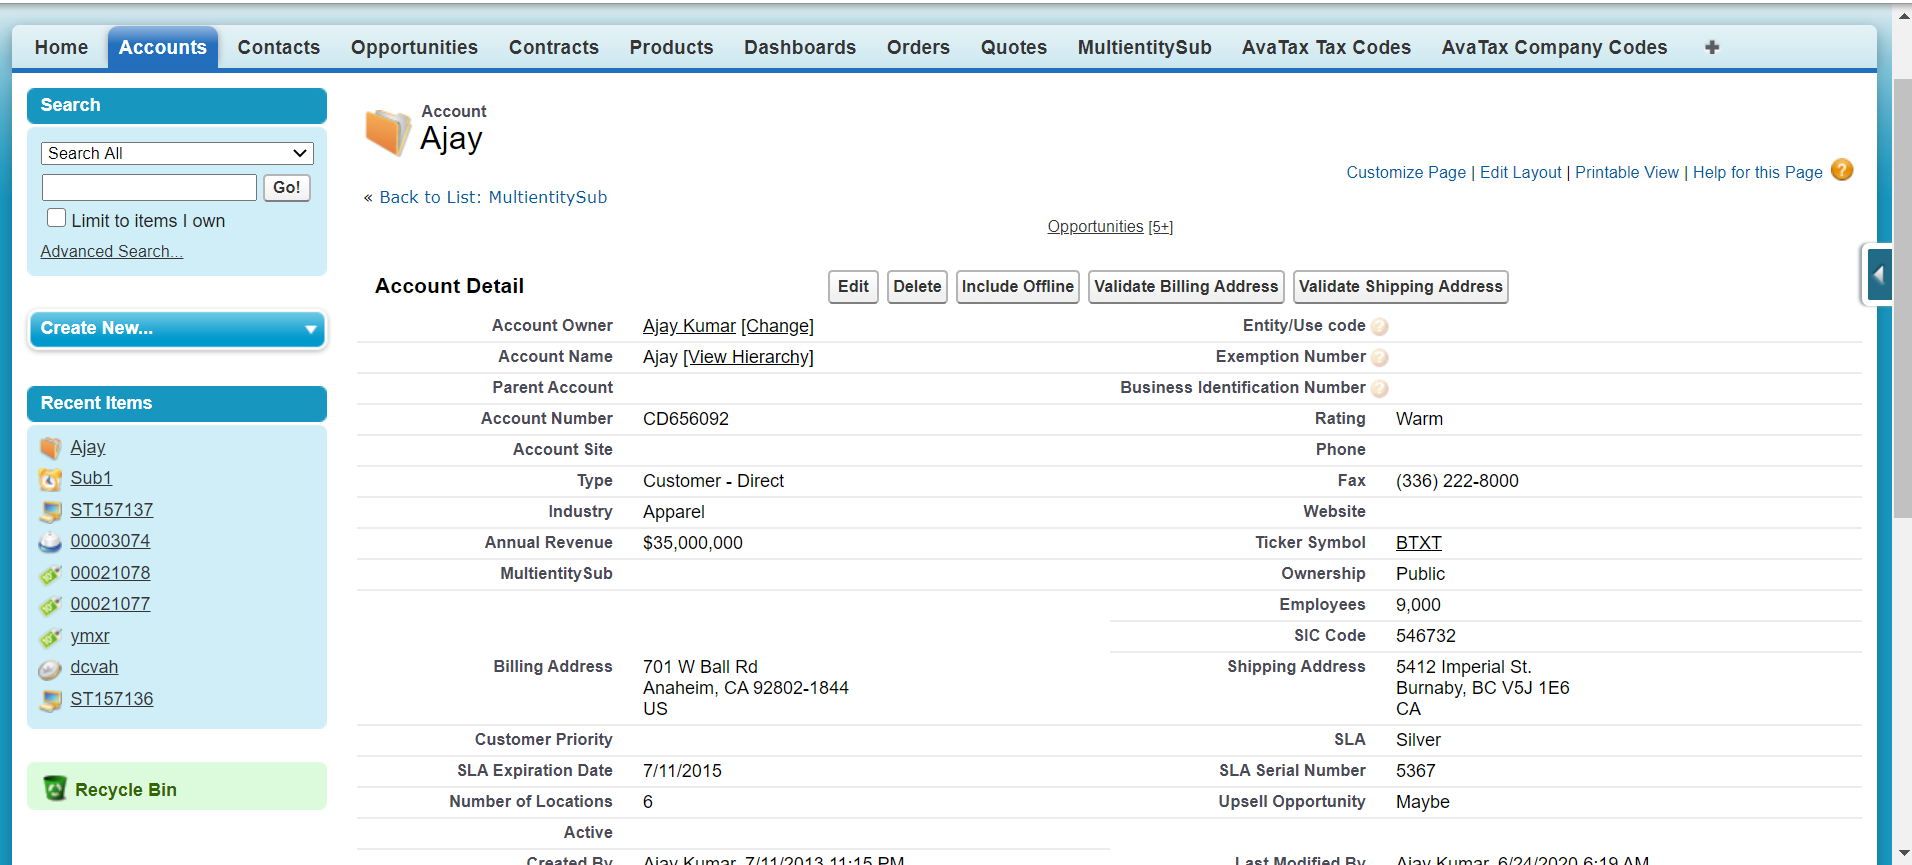 Home Accounts Contacts Opportunities Contracts Products Dashboards Orders Quotes MultientitySub AvaTax Tax Codes AvaTax Company Codes +
Search
Search All
Go!
Limit to items I own
Advanced Search...
Create New...
Recent Items
Ajay
Sub1
ST157137
00003074
00021078
00021077
ymxr
dcvah
ST157136
Recycle Bin
Account
Ajay
Customize Page | Edit Layout | Printable View | Help for this Page ?
« Back to List: MultientitySub
Opportunities [5+]
Account Detail Edit Delete Include Offline Validate Billing Address Validate Shipping Address
Account Owner Ajay Kumar [Change] Entity/Use code ?
Account Name Ajay [View Hierarchy] Exemption Number ?
Parent Account Business Identification Number ?
Account Number CD656092 Rating Warm
Account Site Phone
Type Customer - Direct Fax (336) 222-8000
Industry Apparel Website
Annual Revenue $35,000,000 Ticker Symbol BTXT
MultientitySub Ownership Public
Employees 9,000
SIC Code 546732
Billing Address 701 W Ball Rd Shipping Address 5412 Imperial St.
Anaheim, CA 92802-1844 Burnaby, BC V5J 1E6
US CA
Customer Priority SLA Silver
SLA Expiration Date 7/11/2015 SLA Serial Number 5367
Number of Locations 6 Upsell Opportunity Maybe
Active
Created By Ajay Kumar, 7/11/2013 11:15 PM Last Modified By Ajay Kumar, 6/24/2020 6:19 AM